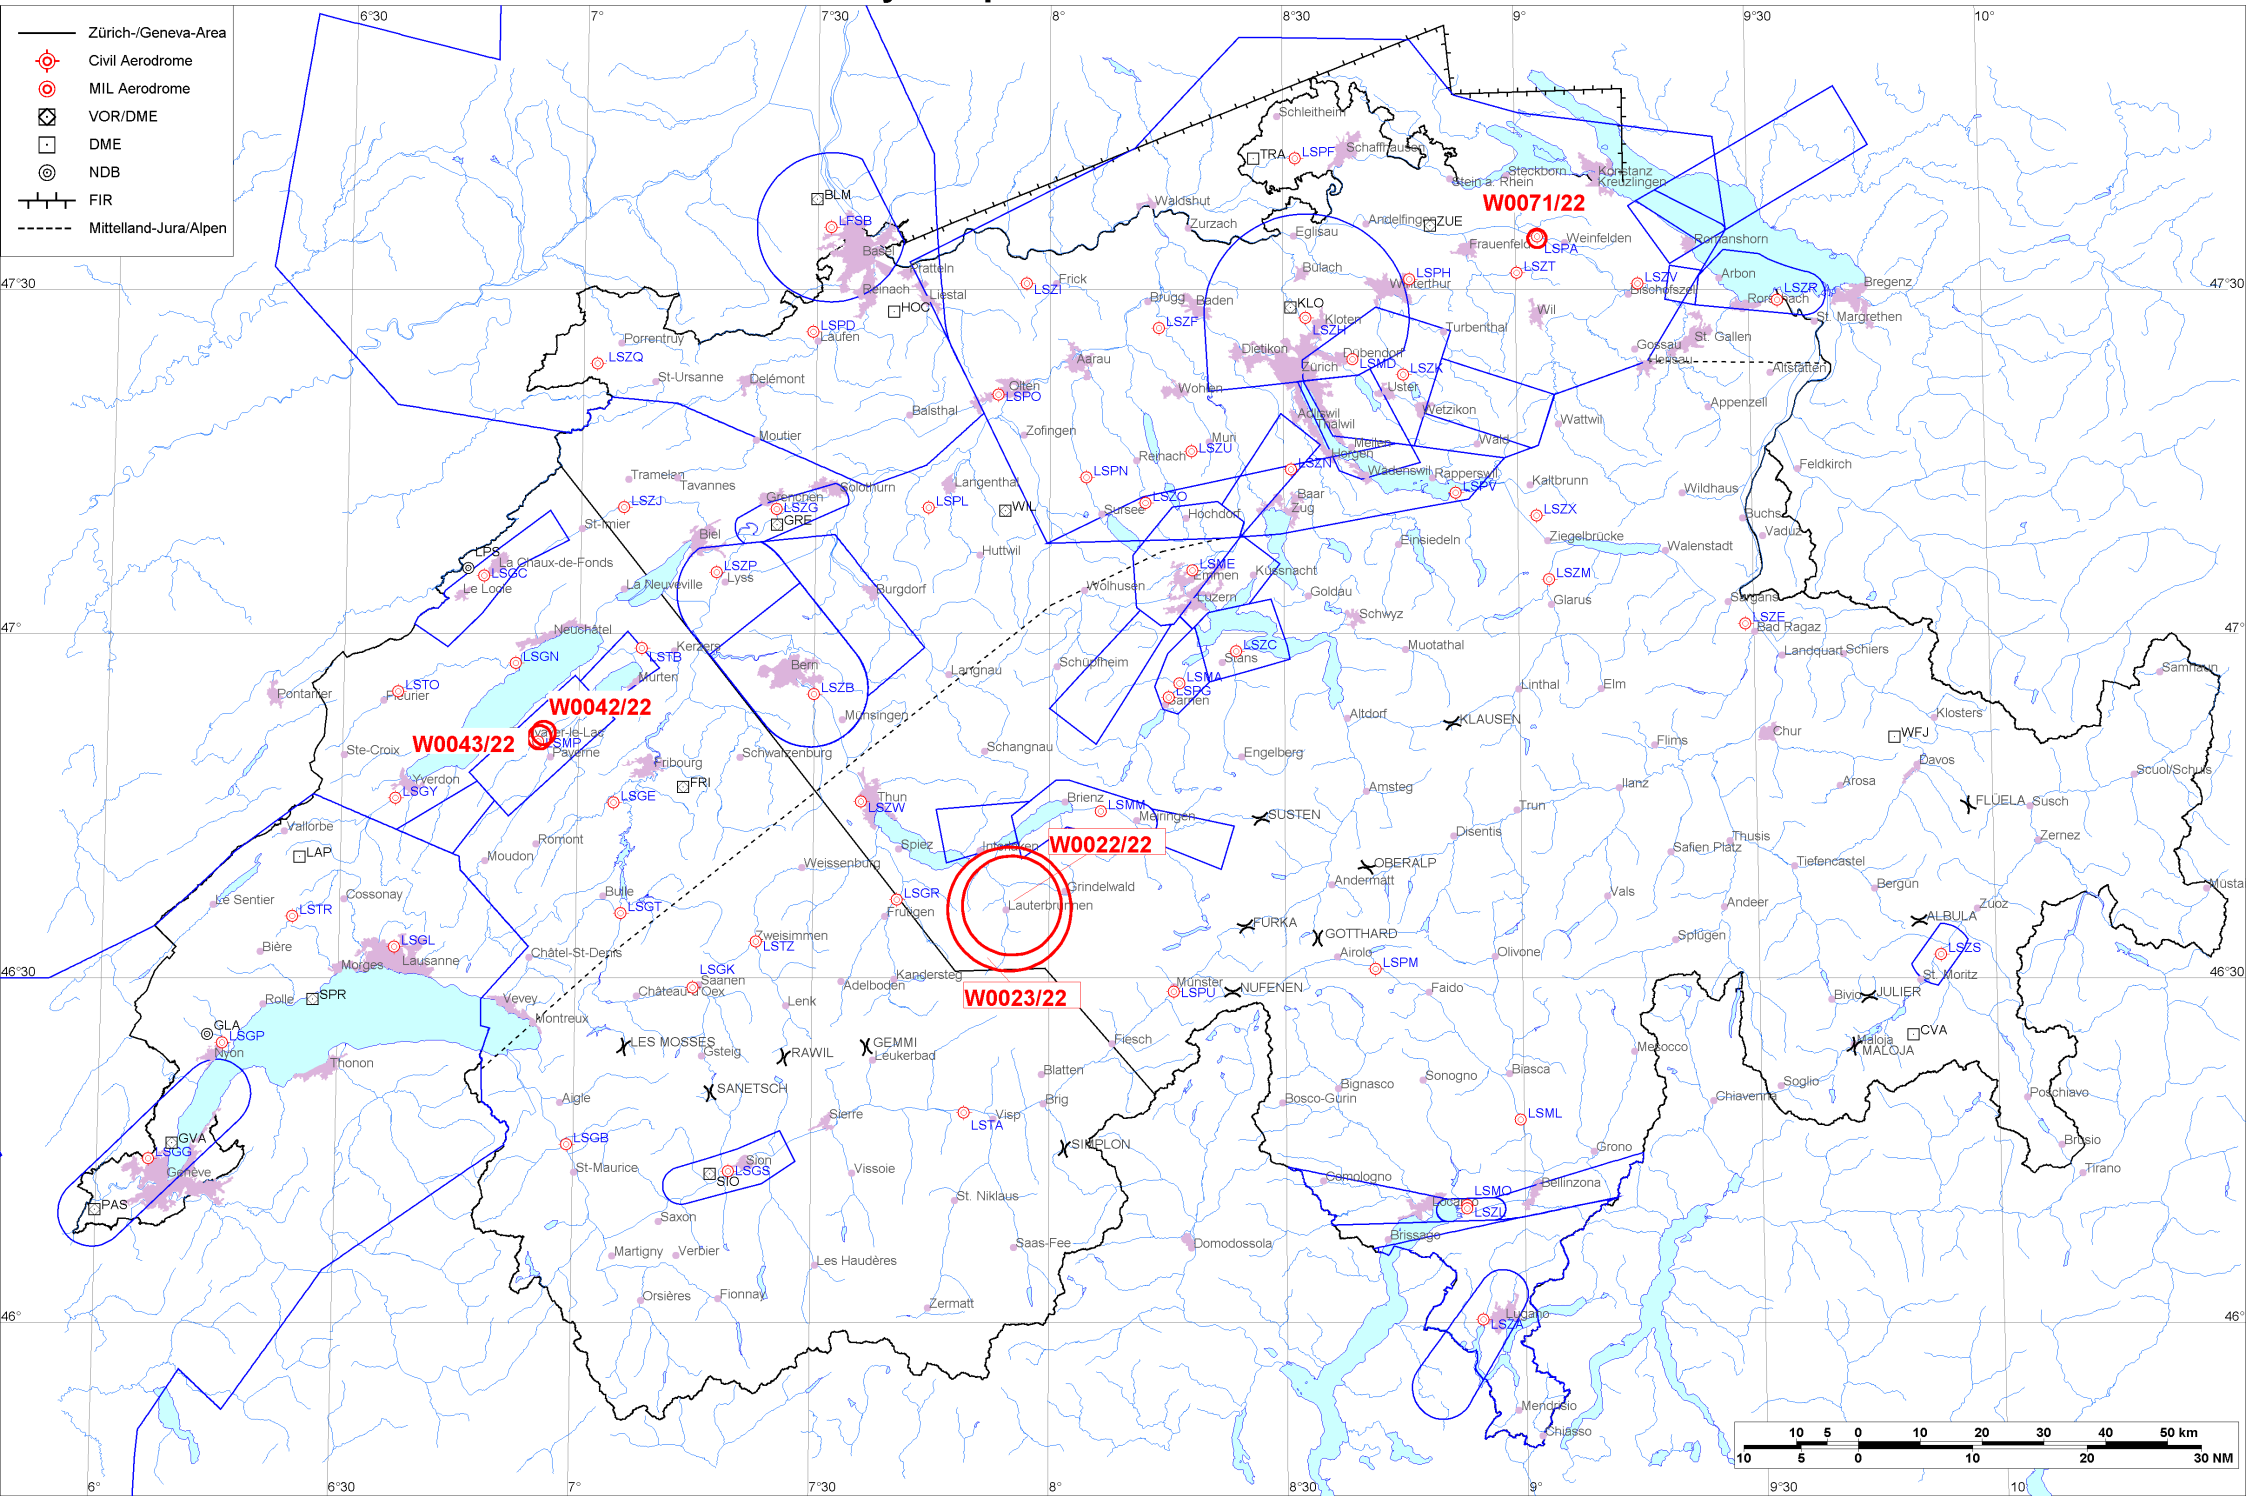 6°30
7°
7°30
8°
8°30
9°
9°30
10°
Zürich-/Geneva-Area
Civil Aerodrome
MIL Aerodrome
VOR/DME
DME
NDB
FIR
Mittelland-Jura/Alpen
Schleitheim
TRA
LSPF
Schaffhausen
Steckborn
Stein a. Rhein
Konstanz
Kreuzlingen
BLM
LFSB
Basel
Waldshut
Zurzach
Eglisau
Andelfingen
ZUE
W0071/22
Weinfelden
LSPA
Frauenfeld
Romanshorn
Pratteln
Reinach
Liestal
HOC
LSZI
Frick
Bülach
LSPH
Winterthur
LSZT
LSZV
Bischofszell
Arbon
LSZR
Rorschach
Bregenz
47°30
47°30
LSPD
Laufen
Brugg
Baden
LSZF
KLO
Kloten
LSZH
Turbenthal
Wil
St. Margrethen
St. Gallen
Gossau
Herisau
Porrentruy
LSZQ
St-Ursanne
Delémont
Aarau
Olten
LSPO
Dietikon
Zürich
Dübendorf
LSMD
LSZK
Uster
Altstätten
Balsthal
Wohlen
Wetzikon
Wattwil
Appenzell
Moutier
Zofingen
Adliswil
Thalwil
Muri
LSZU
Reinach
Meilen
Horgen
Wald
Tramelan
Tavannes
LSPN
LSZN
Wädenswil
Rapperswil
LSPV
Kaltbrunn
Feldkirch
Wildhaus
Solothurn
Grenchen
LSZG
GRE
Langenthal
LSPL
WIL
LSZJ
St-Imier
LSZO
Sursee
Hochdorf
Baar
Zug
LSZX
Buchs
Vaduz
Biel
Einsiedeln
Ziegelbrücke
Walenstadt
LPS
La Chaux-de-Fonds
LSGC
Le Locle
LSZP
Lyss
La Neuveville
Huttwil
Burgdorf
LSME
Emmen
Küssnacht
Wolhusen
Luzern
Goldau
Schwyz
LSZM
Glarus
Sargans
LSZE
Bad Ragaz
47°
47°
Neuchâtel
LSGN
LSTB
Kerzers
Murten
Bern
LSZB
Langnau
Schüpfheim
LSZC
Stans
Muotathal
Landquart
Schiers
Samnaun
Pontarlier
LSTO
Fleurier
LSMA
LSPG
Sarnen
Linthal
Elm
W0042/22
W0043/22
LSMP
Payerne
Münsingen
Altdorf
KLAUSEN
Klosters
Chur
WFJ
Ste-Croix
Schwarzenburg
Schangnau
Engelberg
Flims
Davos
Scuol/Schuls
Yverdon
LSGY
Fribourg
FRI
LSGE
Thun
LSZW
Brienz
LSMM
Meiringen
Amsteg
SUSTEN
Trun
Ilanz
Arosa
FLÜELA
Susch
Vallorbe
LAP
Moudon
Romont
Weissenburg
Spiez
Interlaken
W0022/22
Disentis
Safien Platz
Thusis
Zernez
Tiefencastel
OBERALP
Andermatt
Grindelwald
Lauterbrunnen
Le Sentier
Cossonay
Bulle
LSGT
LSGR
Frutigen
Vals
Bergun
Andeer
Zuoz
LSTR
Bière
LSGL
Lausanne
Morges
Châtel-St-Denis
Zweisimmen
LSTZ
FURKA
GOTTHARD
Airolo
LSPM
Olivone
Splügen
ALBULA
LSZS
St. Moritz
46°30
46°30
Rolle
SPR
Vevey
Montreux
LSGK
Saanen
Château-d'Oex
Lenk
Adelboden
Kandersteg
W0023/22
Münster
LSPU
NUFENEN
Faido
Bivio
JULIER
CVA
GLA
LSGP
Nyon
Thonon
LES MOSSES
Gsteig
RAWIL
GEMMI
Leukerbad
Fiesch
Mesocco
Maloja
MALOJA
Blatten
Biasca
Sonogno
Bignasco
Soglio
Poschiavo
SANETSCH
Aigle
Sierre
LSTA
Visp
Brig
Bosco-Gurin
Chiavenna
LSML
GVA
LSGG
Genève
LSGB
St-Maurice
Sion
LSGS
SIO
Vissoie
SIMPLON
Grono
Brusio
Tirano
PAS
St. Niklaus
Comologno
LSMO
Bellinzona
Locarno
LSZL
Saxon
Martigny
Verbier
Les Haudères
Saas-Fee
Domodossola
Brissago
Orsières
Fionnay
Zermatt
Lugano
LSZA
46°
46°
Mendrisio
Chiasso
10 5 0 10 20 30 40 50 km
10 5 0 10 20 30 NM
6°
6°30
7°
7°30
8°
8°30
9°
9°30
10°